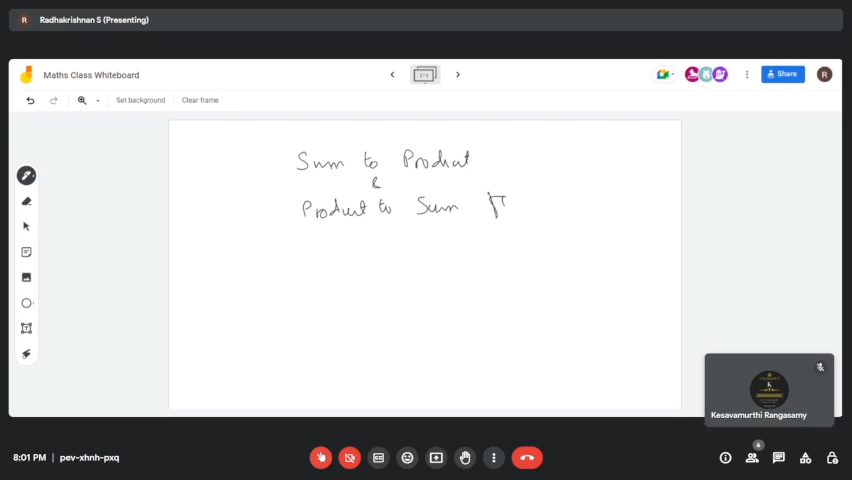 R Radhakrishnan S (Presenting)
Maths Class Whiteboard
Share
R
Set background
Clear frame
Sum to Product
&
Product to Sum
K
Kesavamurthi Rangasamy
8:01 PM pev-xhnh-pxq
6